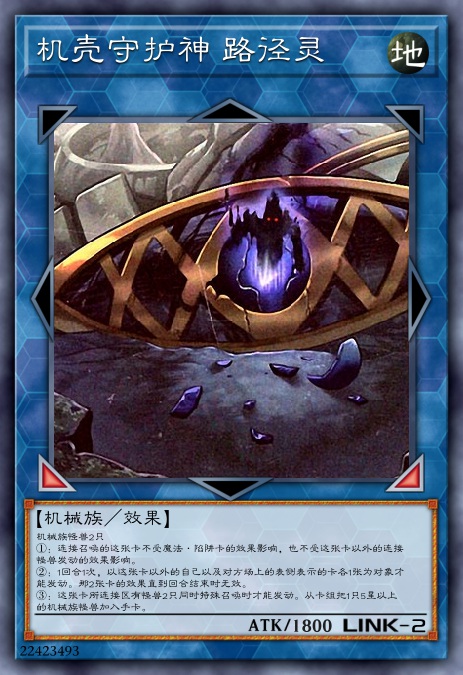 机壳守护神 路径灵
地
【机械族／效果】
机械族怪兽2只
①：连接召唤的这张卡不受魔法·陷阱卡的效果影响，也不受这张卡以外的连接
怪兽发动的效果影响。
②：1回合1次，以这张卡以外的自己以及对方场上的表侧表示的卡各1张为对象才
能发动。那2张卡的效果直到回合结束时无效。
③：这张卡所连接区有怪兽2只同时特殊召唤时才能发动。从卡组把1只5星以上
的机械族怪兽加入手卡。
ATK/1800 LINK-2
22423493